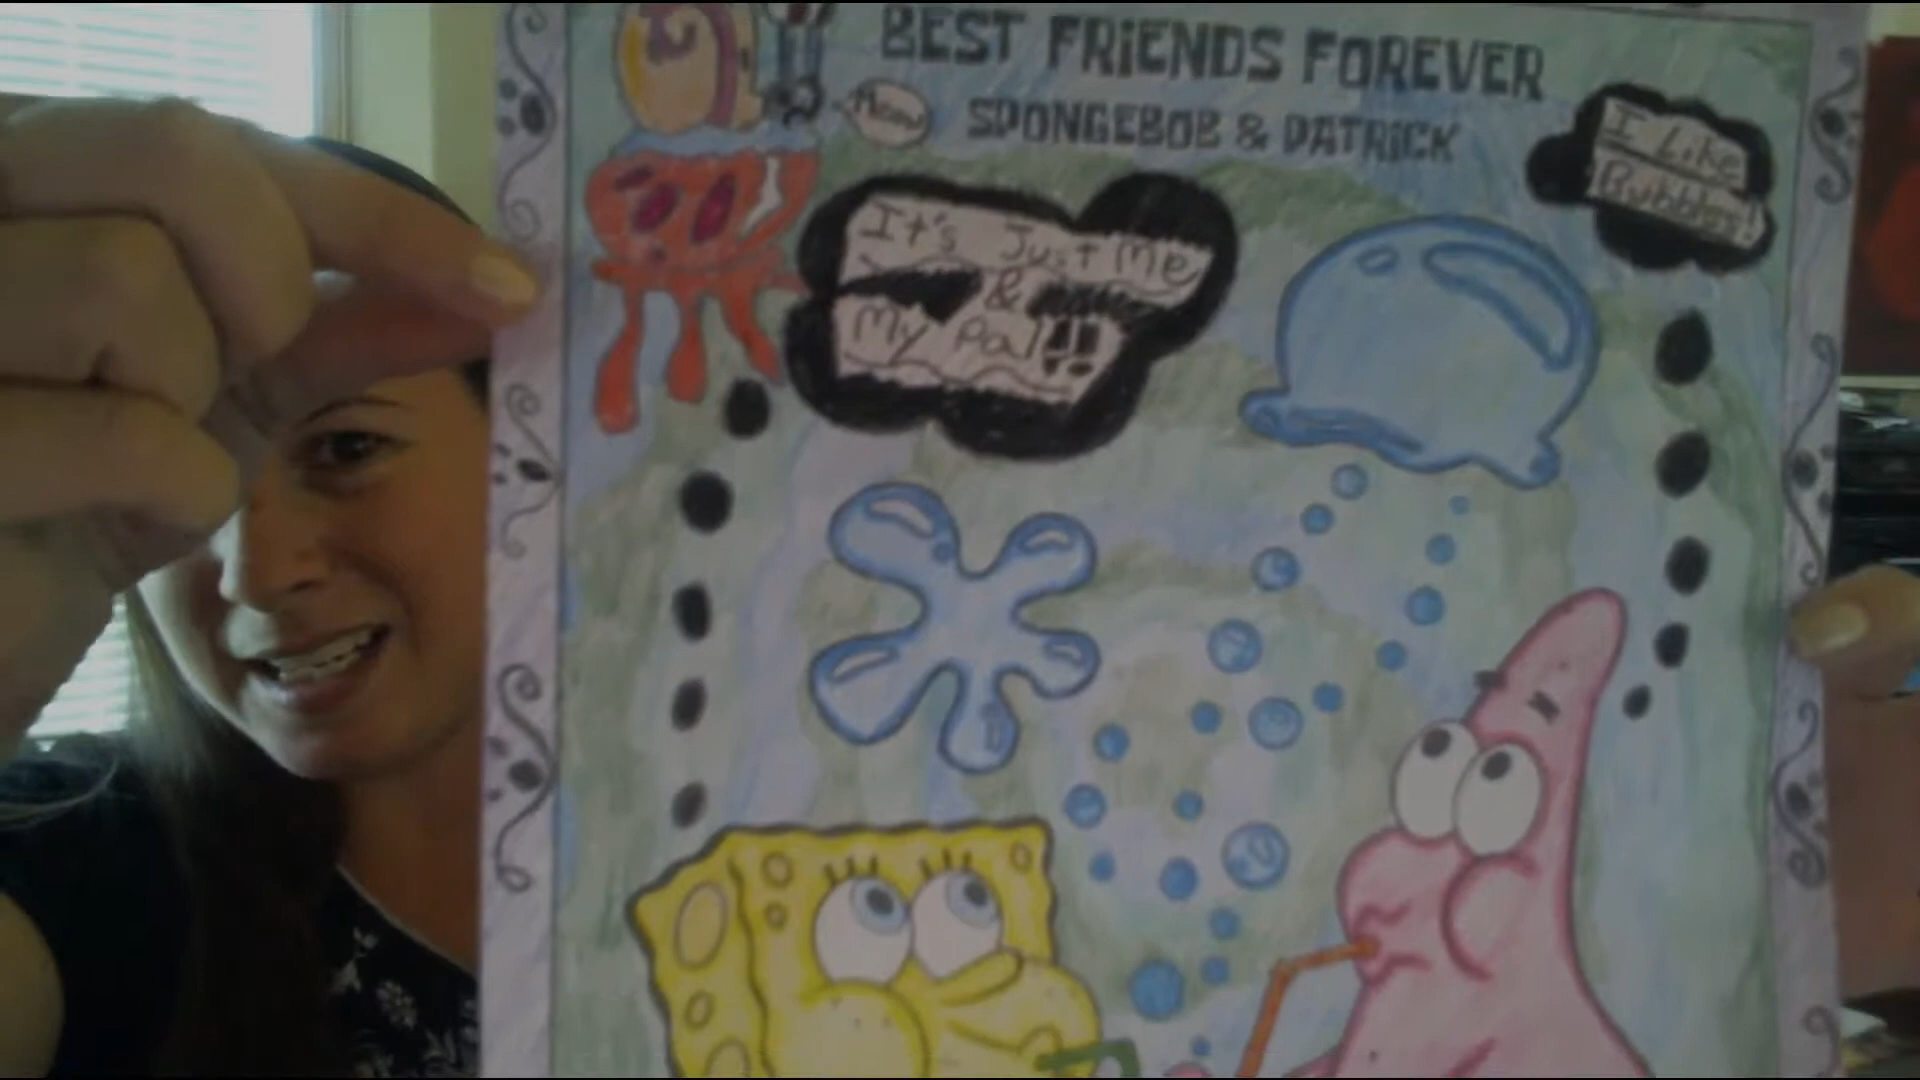 BEST FRiENDS FOREVER
SPONGEBOB & PATRiCK
Meow
I Like
Bubbles!
It's Just Me
&
My Pal!!